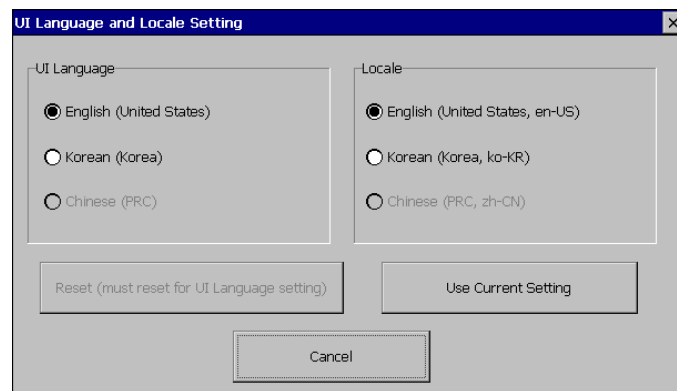 UI Language and Locale Setting
UI Language
English (United States)
Korean (Korea)
Chinese (PRC)
Locale
English (United States, en-US)
Korean (Korea, ko-KR)
Chinese (PRC, zh-CN)
Reset (must reset for UI Language setting)
Use Current Setting
Cancel